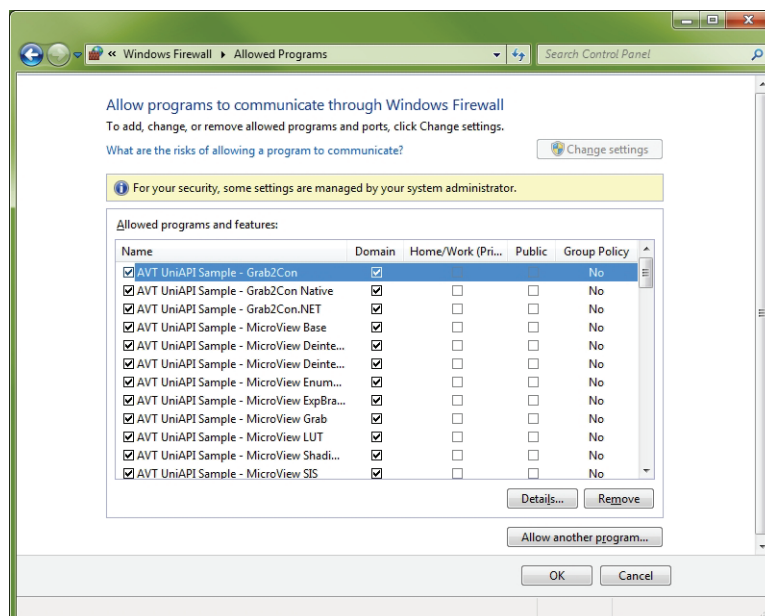 « Windows Firewall ▸ Allowed Programs
Search Control Panel
Allow programs to communicate through Windows Firewall
To add, change, or remove allowed programs and ports, click Change settings.
What are the risks of allowing a program to communicate?
Change settings
For your security, some settings are managed by your system administrator.
Allowed programs and features:
Name Domain Home/Work (Pri... Public Group Policy
AVT UniAPI Sample - Grab2Con No
AVT UniAPI Sample - Grab2Con Native No
AVT UniAPI Sample - Grab2Con.NET No
AVT UniAPI Sample - MicroView Base No
AVT UniAPI Sample - MicroView Deinte... No
AVT UniAPI Sample - MicroView Deinte... No
AVT UniAPI Sample - MicroView Enum... No
AVT UniAPI Sample - MicroView ExpBra... No
AVT UniAPI Sample - MicroView Grab No
AVT UniAPI Sample - MicroView LUT No
AVT UniAPI Sample - MicroView Shadi... No
AVT UniAPI Sample - MicroView SIS No
Details... Remove
Allow another program...
OK Cancel